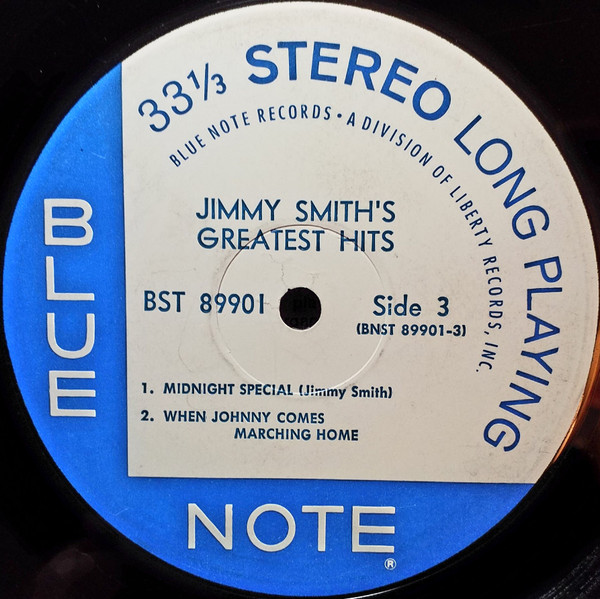 33⅓ STEREO LONG PLAYING
BLUE NOTE RECORDS • A DIVISION OF LIBERTY RECORDS, INC.
JIMMY SMITH'S
GREATEST HITS
BST 89901
Side 3
(BNST 89901-3)
1. MIDNIGHT SPECIAL (Jimmy Smith)
2. WHEN JOHNNY COMES
MARCHING HOME
BLUE
NOTE®